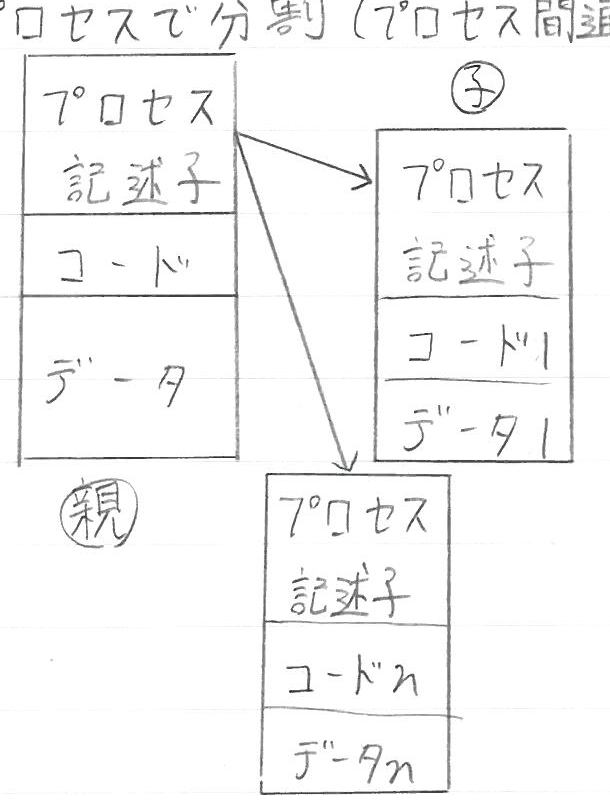 プロセスで分割(プロセス間
プロセス
記述子
コード
データ
親
子
プロセス
記述子
コード1
データ1
プロセス
記述子
コードn
データn